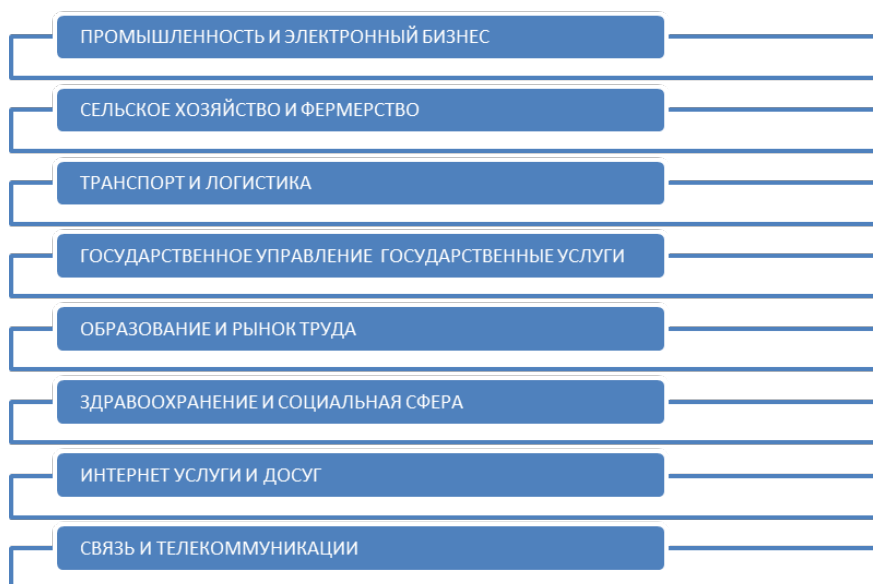 ПРОМЫШЛЕННОСТЬ И ЭЛЕКТРОННЫЙ БИЗНЕС
СЕЛЬСКОЕ ХОЗЯЙСТВО И ФЕРМЕРСТВО
ТРАНСПОРТ И ЛОГИСТИКА
ГОСУДАРСТВЕННОЕ УПРАВЛЕНИЕ ГОСУДАРСТВЕННЫЕ УСЛУГИ
ОБРАЗОВАНИЕ И РЫНОК ТРУДА
ЗДРАВООХРАНЕНИЕ И СОЦИАЛЬНАЯ СФЕРА
ИНТЕРНЕТ УСЛУГИ И ДОСУГ
СВЯЗЬ И ТЕЛЕКОММУНИКАЦИИ